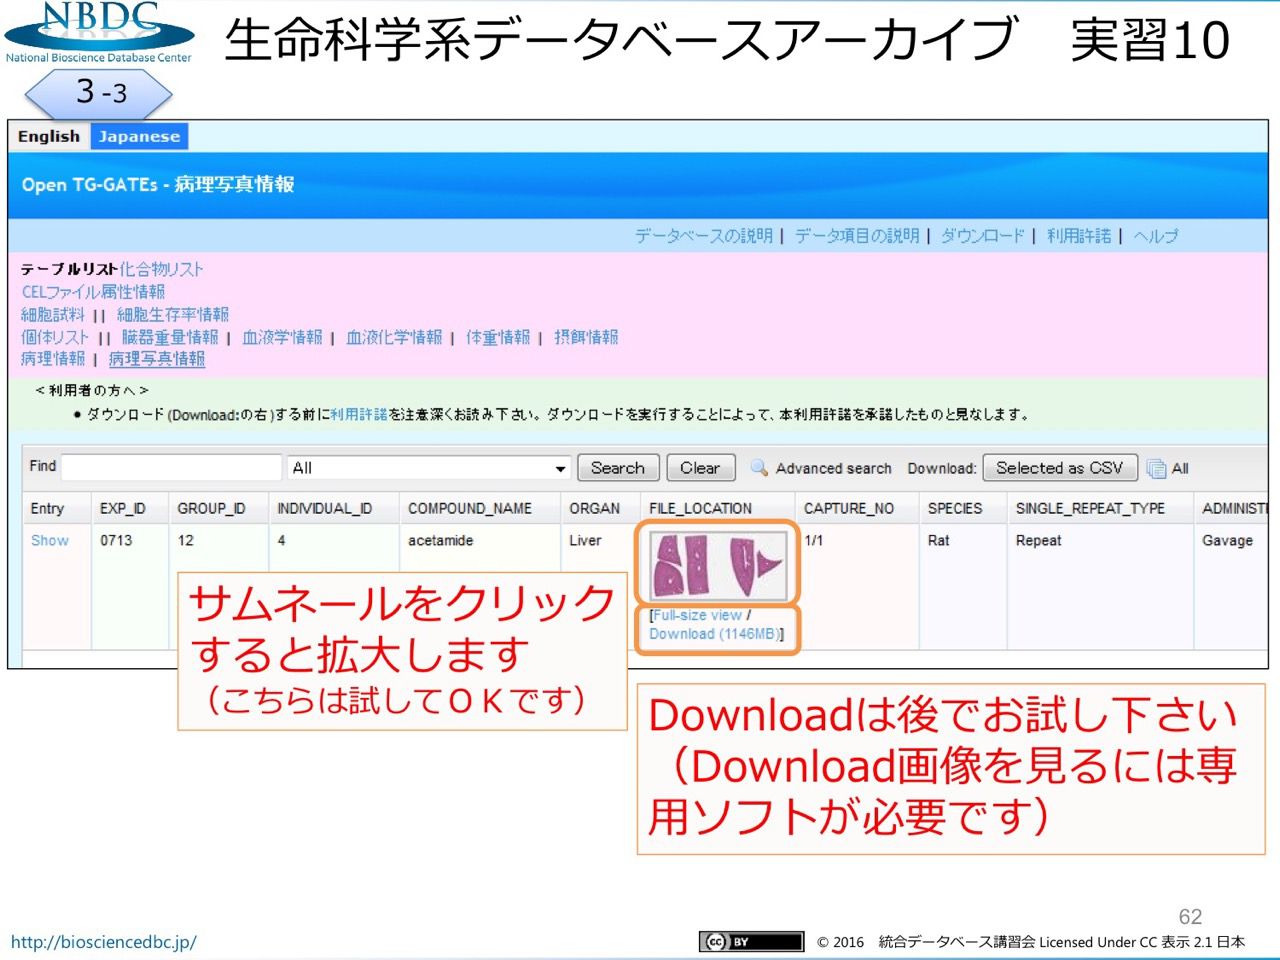 NBDC
National Bioscience Database Center
生命科学系データベースアーカイブ　実習10
３-3
English Japanese
Open TG-GATEs - 病理写真情報
データベースの説明 | データ項目の説明 | ダウンロード | 利用許諾 | ヘルプ
テーブルリスト化合物リスト
CELファイル属性情報
細胞試料 || 細胞生存率情報
個体リスト || 臓器重量情報 | 血液学情報 | 血液化学情報 | 体重情報 | 摂餌情報
病理情報 | 病理写真情報
＜利用者の方へ＞
● ダウンロード(Download:の右)する前に利用許諾を注意深くお読み下さい。ダウンロードを実行することによって、本利用許諾を承諾したものと見なします。
Find All Search Clear Advanced search Download: Selected as CSV All
Entry EXP_ID GROUP_ID INDIVIDUAL_ID COMPOUND_NAME ORGAN FILE_LOCATION CAPTURE_NO SPECIES SINGLE_REPEAT_TYPE ADMINISTI
Show 0713 12 4 acetamide Liver 1/1 Rat Repeat Gavage
[Full-size view /
Download (1146MB)]
サムネールをクリック
すると拡大します
（こちらは試してＯＫです）
Downloadは後でお試し下さい
（Download画像を見るには専
用ソフトが必要です）
62
http://biosciencedbc.jp/
cc BY © 2016　統合データベース講習会 Licensed Under CC 表示 2.1 日本